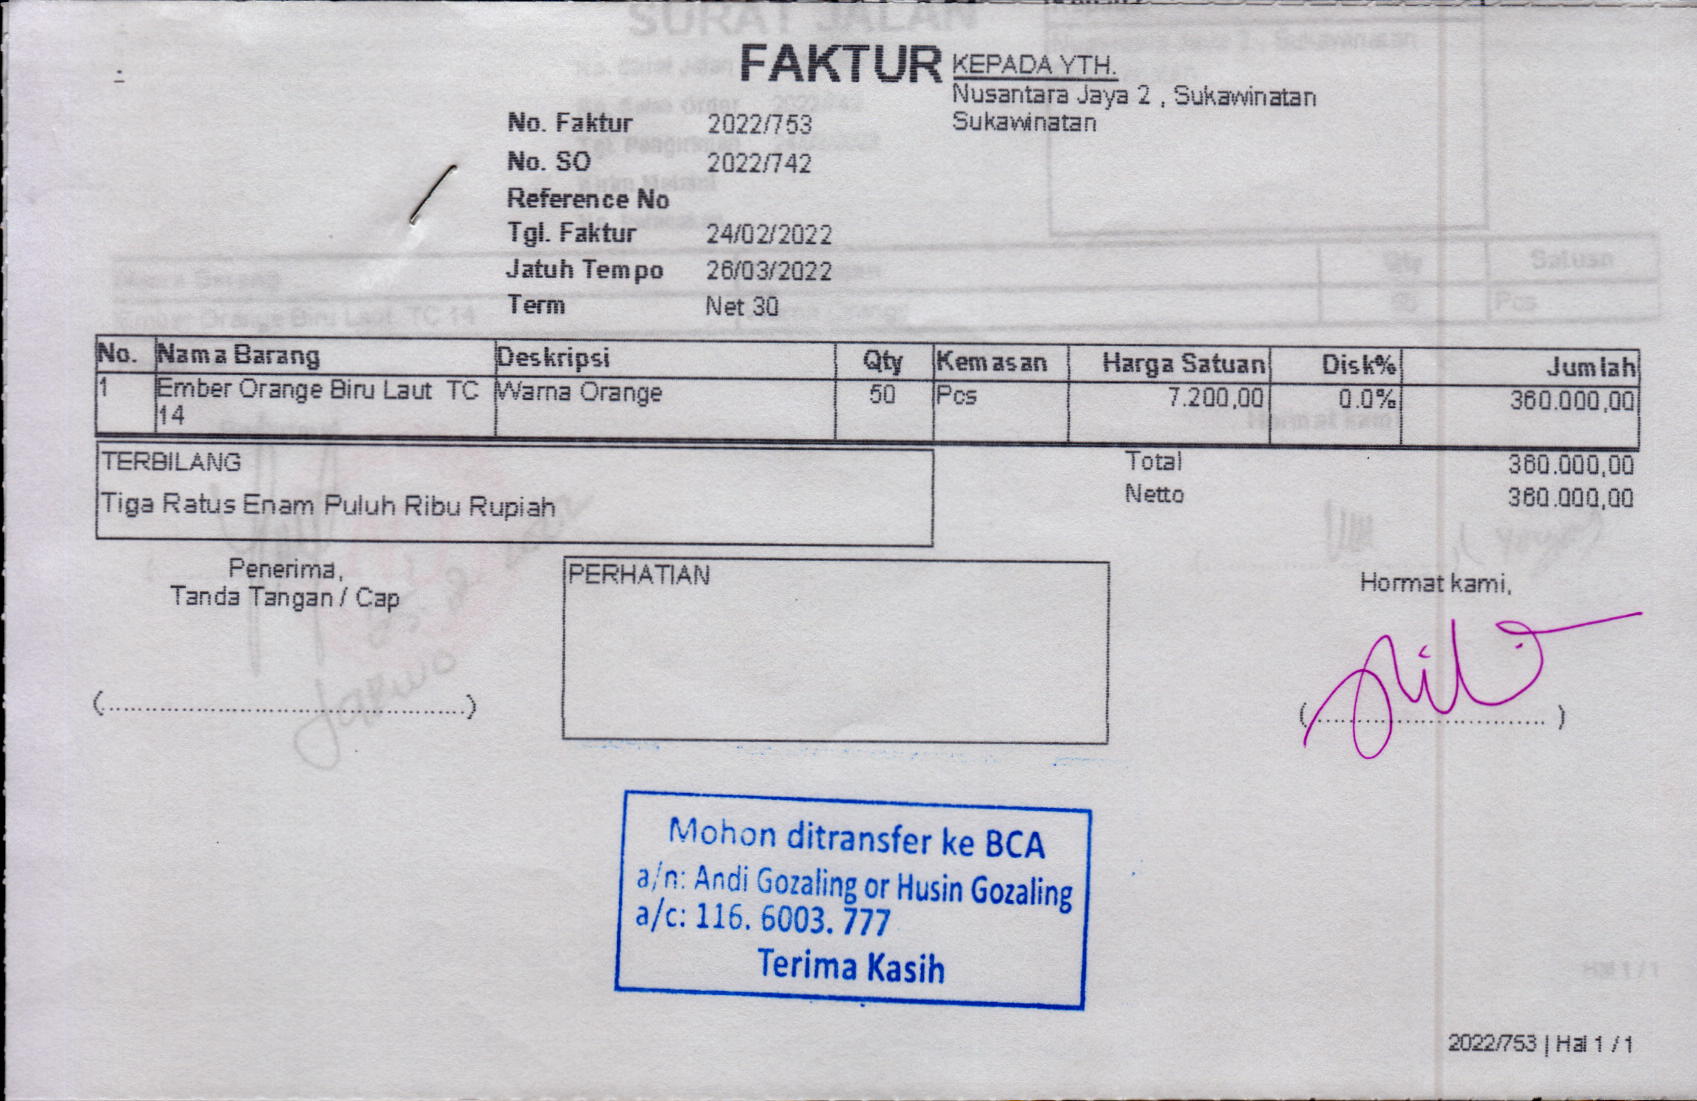 FAKTUR
KEPADA YTH.
Nusantara Jaya 2 , Sukawinatan
Sukawinatan
No. Faktur 2022/753
No. SO 2022/742
Reference No
Tgl. Faktur 24/02/2022
Jatuh Tempo 26/03/2022
Term Net 30
No. Nama Barang Deskripsi Qty Kemasan Harga Satuan Disk% Jumlah
1 Ember Orange Biru Laut TC Warna Orange 50 Pcs 7.200,00 0.0% 360.000,00
14
TERBILANG
Tiga Ratus Enam Puluh Ribu Rupiah
Total 360.000,00
Netto 360.000,00
Penerima,
Tanda Tangan / Cap
(................................................)
PERHATIAN
Hormat kami,
(............................... )
Mohon ditransfer ke BCA
a/n: Andi Gozaling or Husin Gozaling
a/c: 116. 6003. 777
Terima Kasih
2022/753 | Hal 1 / 1